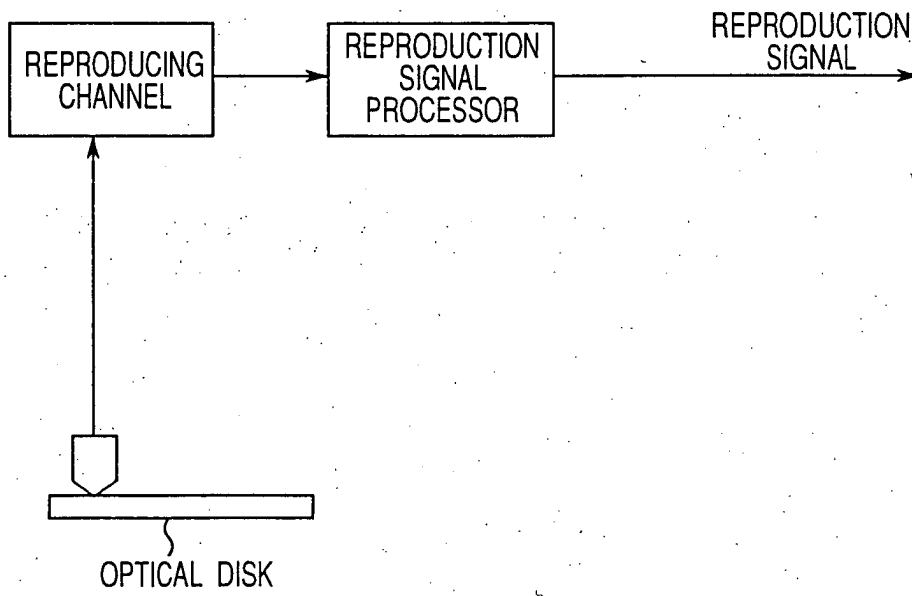 REPRODUCING
CHANNEL
REPRODUCTION
SIGNAL
PROCESSOR
REPRODUCTION
SIGNAL
OPTICAL DISK